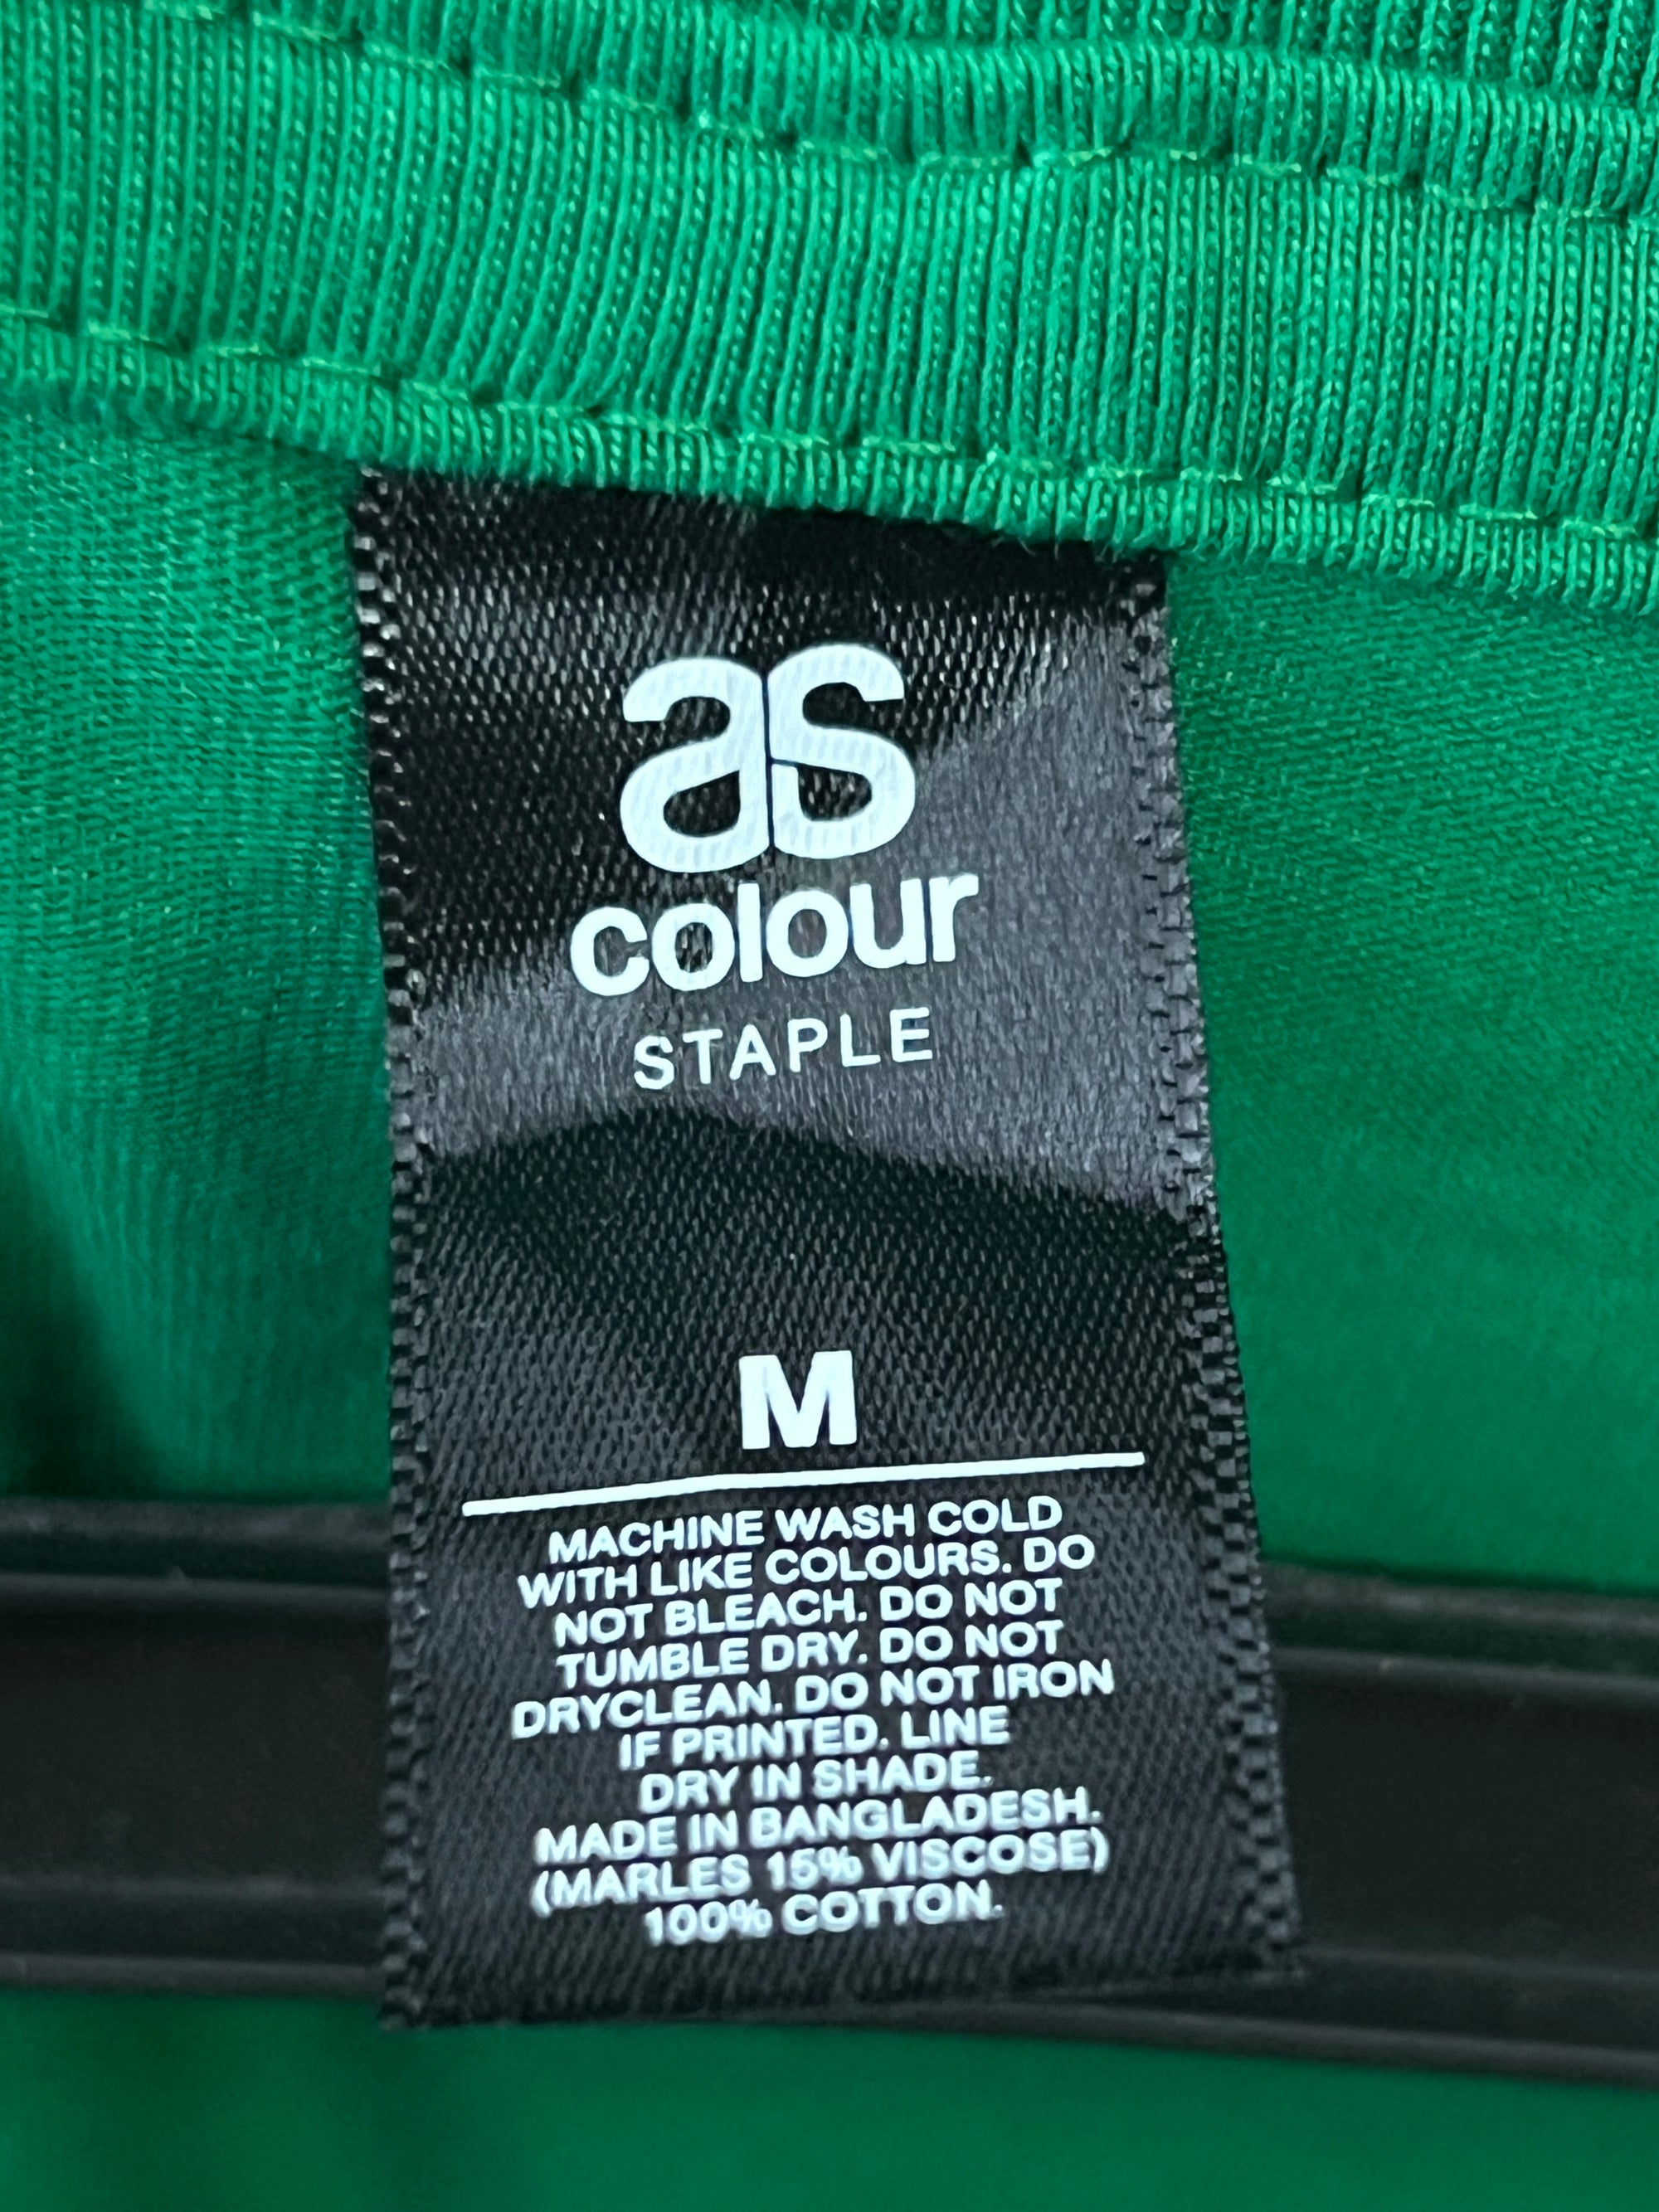 as
colour
STAPLE
M
MACHINE WASH COLD
WITH LIKE COLOURS. DO
NOT BLEACH. DO NOT
TUMBLE DRY. DO NOT
DRYCLEAN. DO NOT IRON
IF PRINTED. LINE
DRY IN SHADE.
MADE IN BANGLADESH.
(MARLES 15% VISCOSE)
100% COTTON.